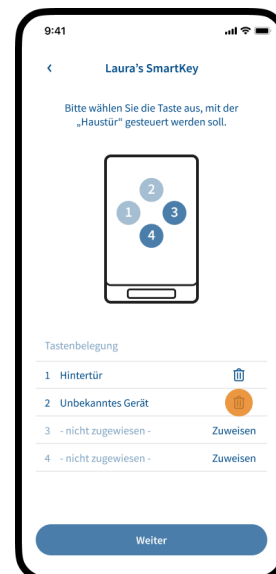 9:41
Laura's SmartKey
Bitte wählen Sie die Taste aus, mit der
„Haustür“ gesteuert werden soll.
2
1 3
4
Tastenbelegung
1 Hintertür
2 Unbekanntes Gerät
3 - nicht zugewiesen - Zuweisen
4 - nicht zugewiesen - Zuweisen
Weiter